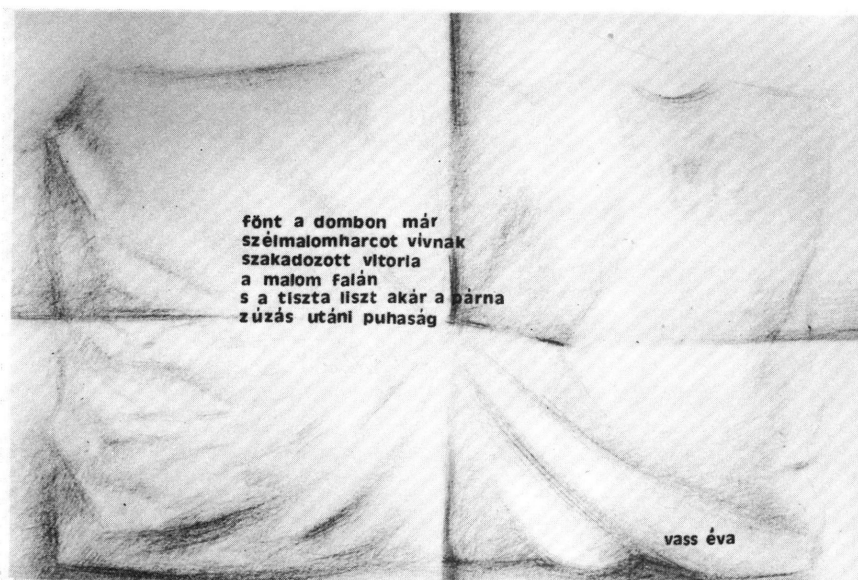 fönt a dombon már
szélmalomharcot vívnak
szakadozott vitorla
a malom falán
s a tiszta liszt akár a párna
zúzás utáni puhaság
vass éva